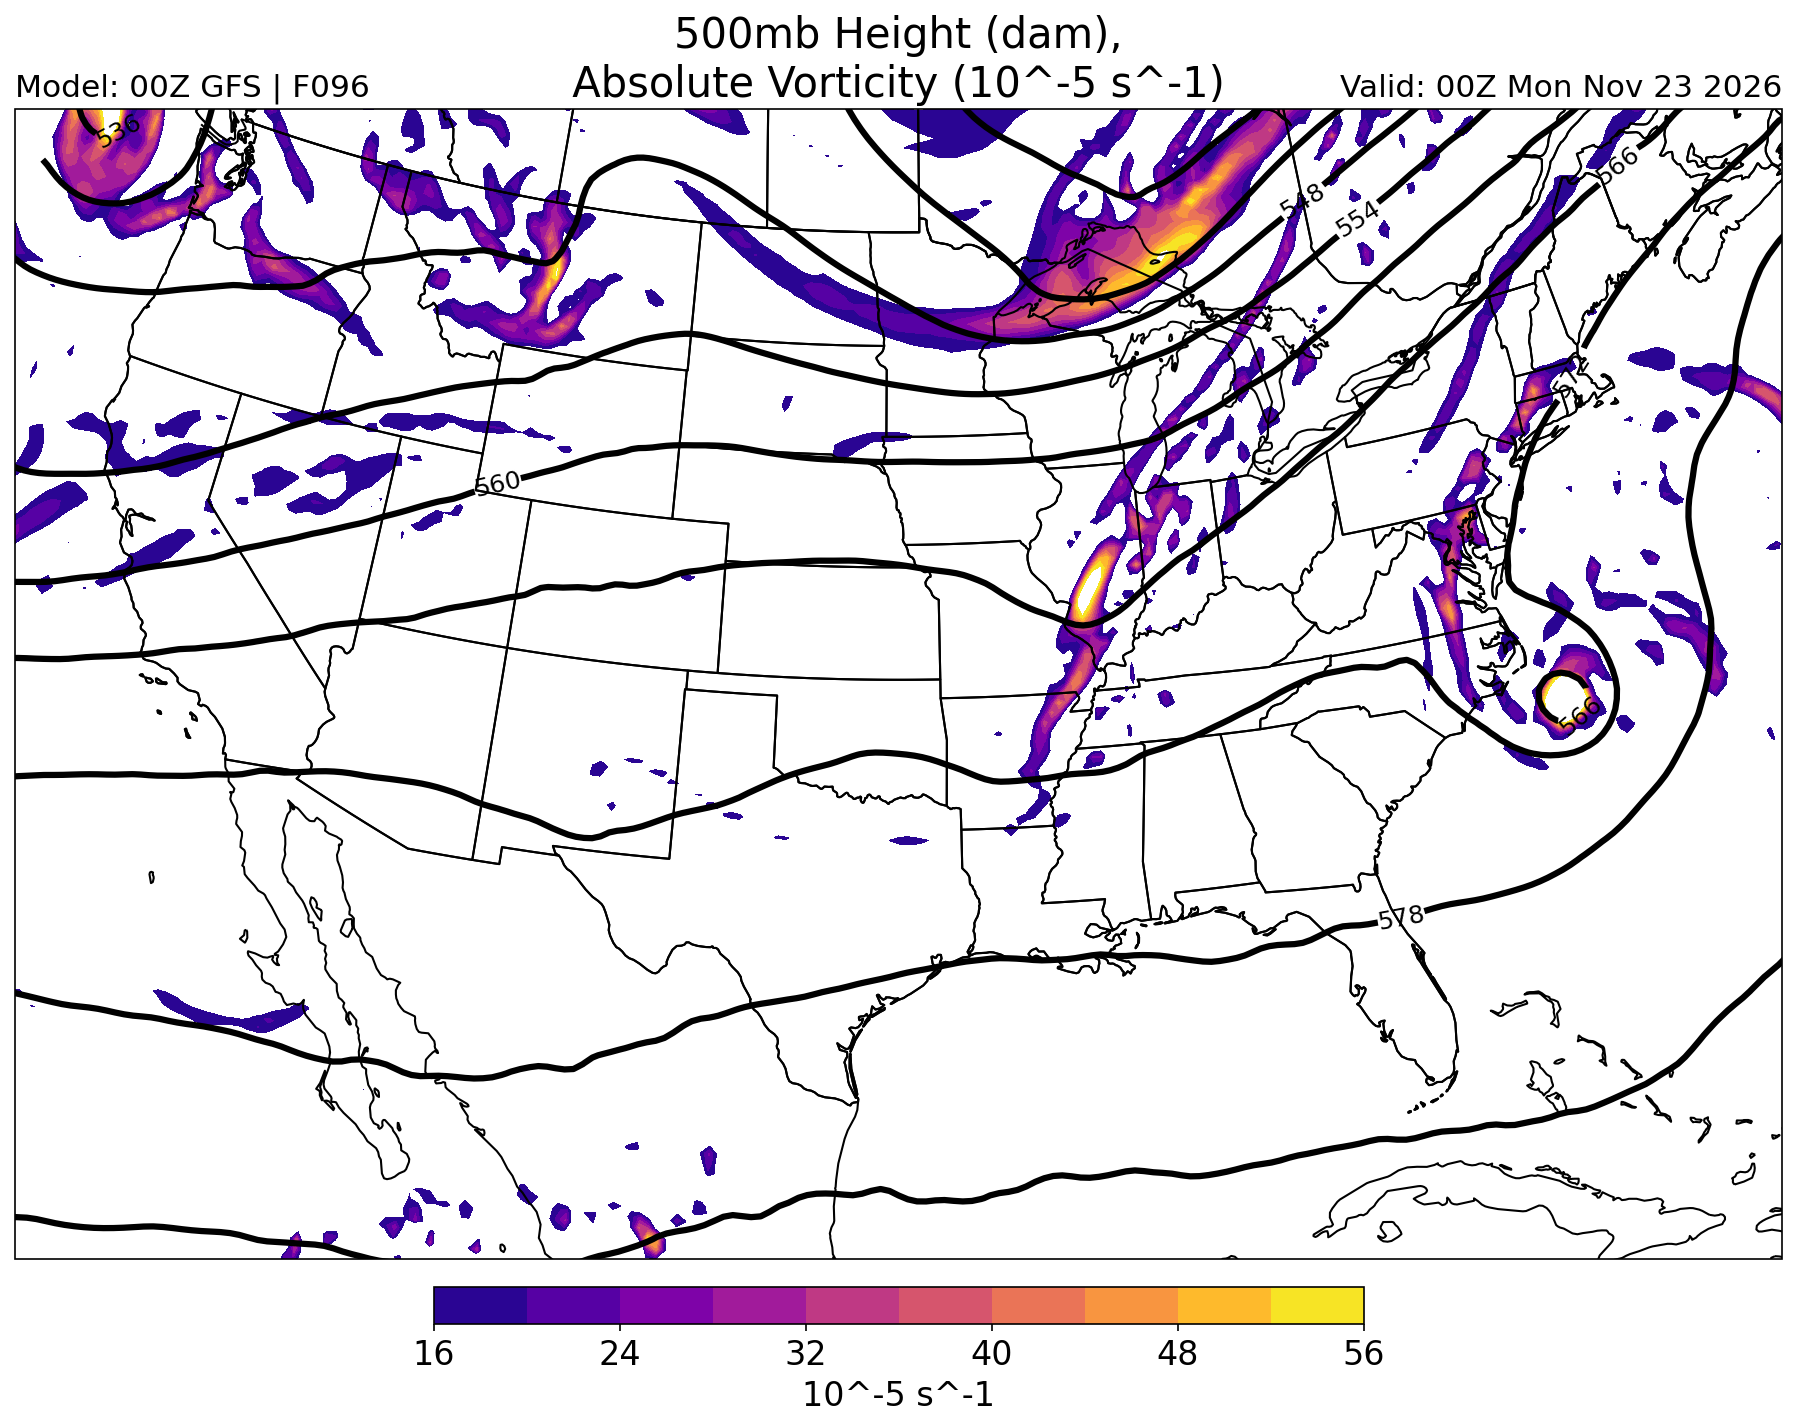 500mb Height (dam),
Model: 00Z GFS | F096
Absolute Vorticity (10^-5 s^-1)
Valid: 00Z Mon Nov 23 2026
536
566
548
554
560
566
578
16 24 32 40 48 56
10^-5 s^-1